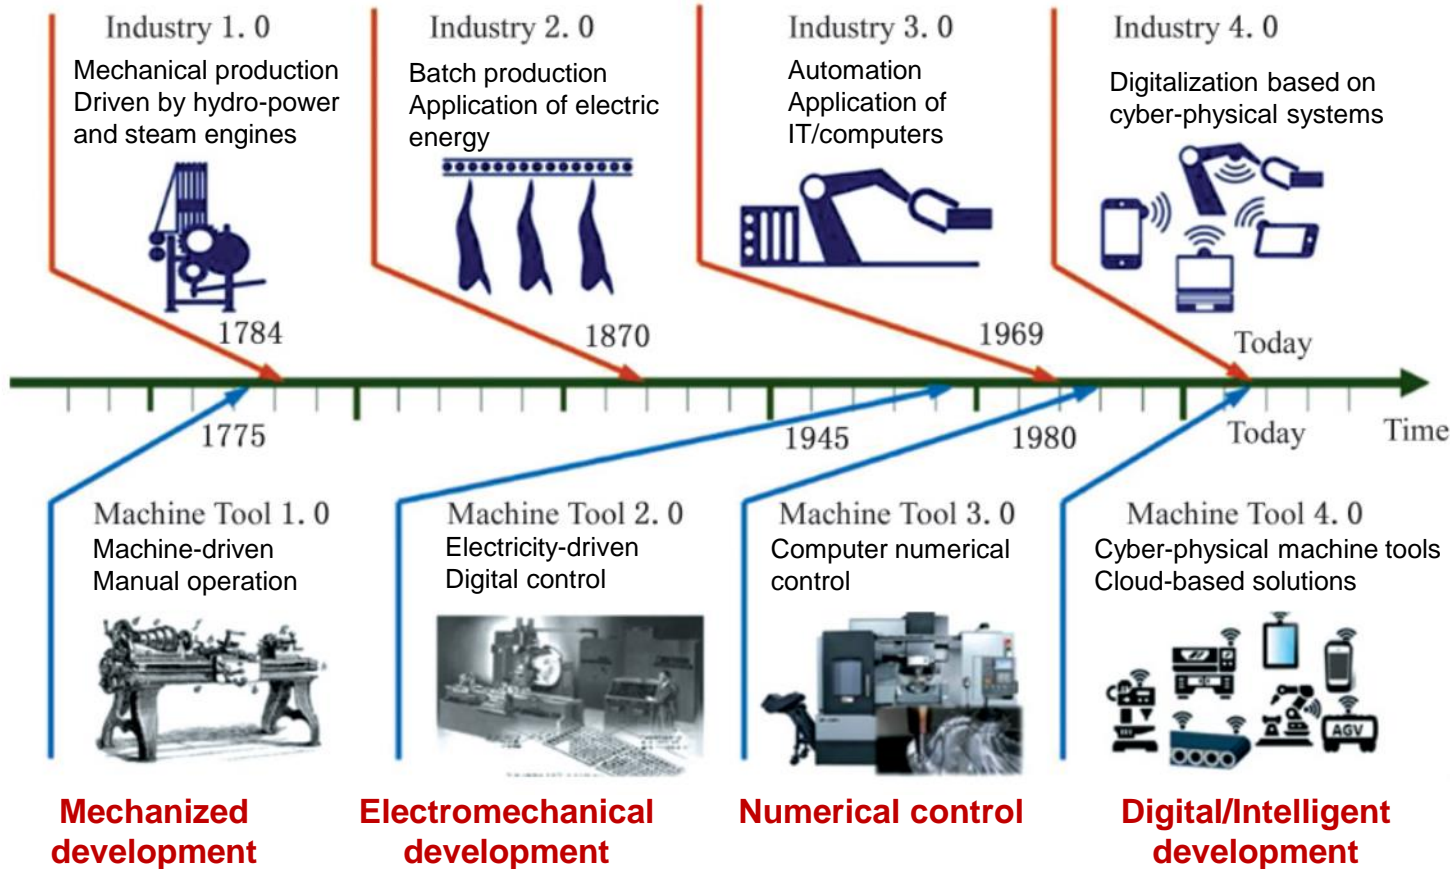 Industry 1. 0
Mechanical production
Driven by hydro-power
and steam engines
Industry 2. 0
Batch production
Application of electric
energy
Industry 3. 0
Automation
Application of
IT/computers
Industry 4. 0
Digitalization based on
cyber-physical systems
1784
1870
1969
Today
1775
1945
1980
Today
Time
Machine Tool 1. 0
Machine-driven
Manual operation
Machine Tool 2. 0
Electricity-driven
Digital control
Machine Tool 3. 0
Computer numerical
control
Machine Tool 4. 0
Cyber-physical machine tools
Cloud-based solutions
AGV
Mechanized
development
Electromechanical
development
Numerical control
Digital/Intelligent
development